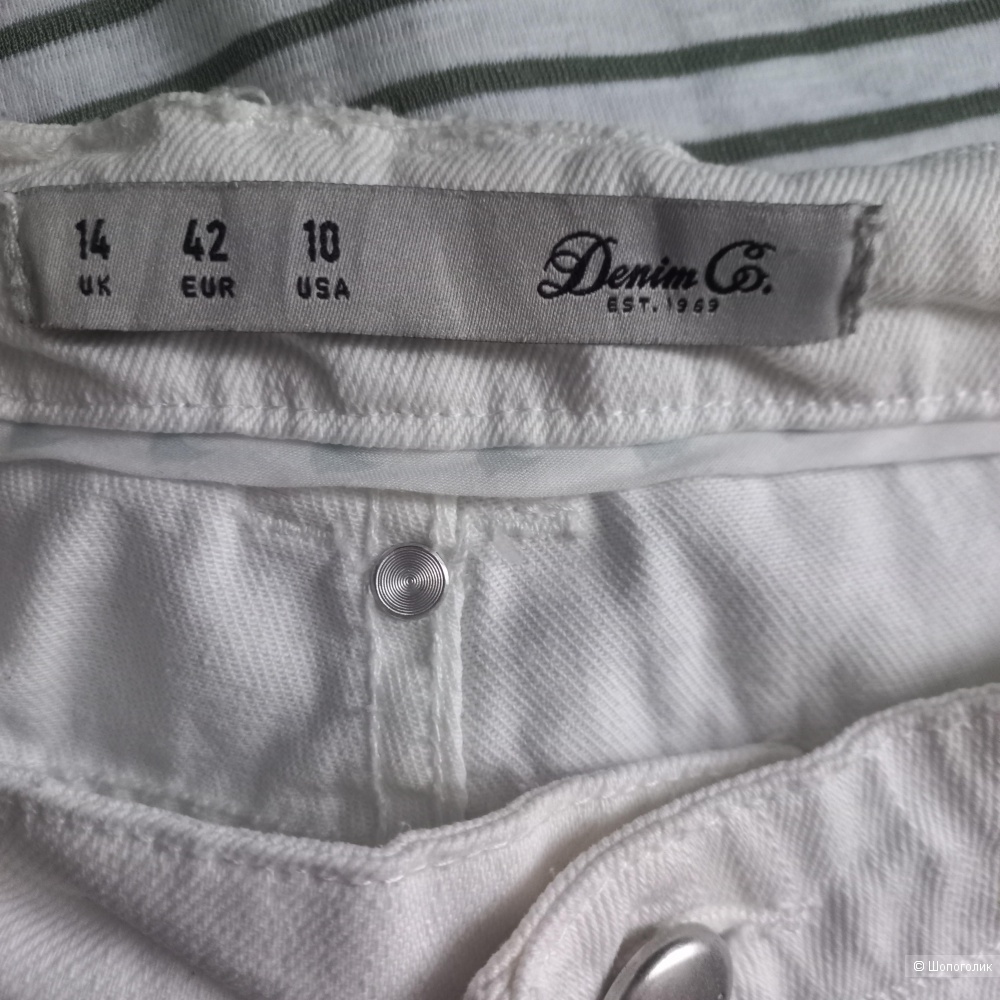 14 42 10 Denim Co.
UK EUR USA EST. 1969
© Шопоголик